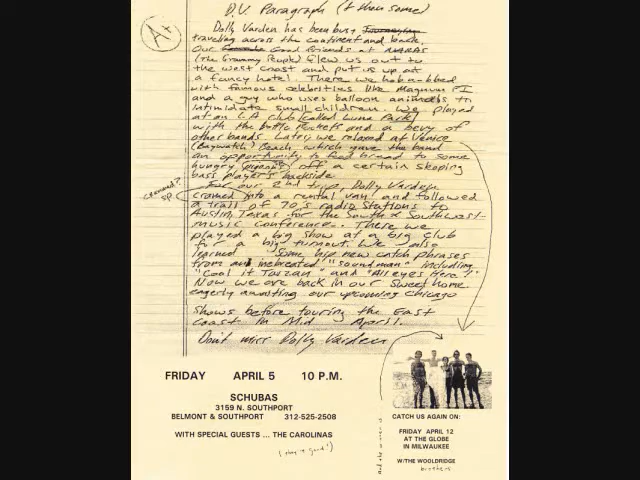 D.V. Paragraph (& then some)
A+
Dolly Varden has been busy
traveling across the continent and back.
Our good friends at NARAS
(The Grammy People) flew us out to
the west coast and put us up at
a fancy hotel. There we hob-n-bbed
with famous celebrities like Magnum PI
and a guy who uses balloon animals to
intimidate small children. We played
at an L.A club (called Luna Park)
with the Bottle Rockets and a bevy of
other bands. Later we relaxed at Venice
(Baywatch) Beach, which gave the band
an opportunity to feed bread to some
hungry pigeons off a certain sleeping
bass player's backside
For our 2nd trip, Dolly Varden
cramed into a rental van and followed
crammed?
sp.
a trail of 70's radio stations to
Austin, Texas for the South x Southwest
music conference. There we
played a big show at a big club
for a big turnout. We also
learned some hip new catch phrases
from an inebreated "soundman" including
"Cool it Tarzan" and "All eyes Here!"
Now we are back in our sweet home
eagerly awaiting our upcoming Chicago
shows before touring the East
coast in Mid April.
Don't miss Dolly Varden
FRIDAY APRIL 5 10 P.M.
SCHUBAS
3159 N. SOUTHPORT
BELMONT & SOUTHPORT 312-525-2508
WITH SPECIAL GUESTS ... THE CAROLINAS
CATCH US AGAIN ON:
FRIDAY APRIL 12
AT THE GLOBE
IN MILWAUKEE
W/THE WOOLDRIDGE
brothers